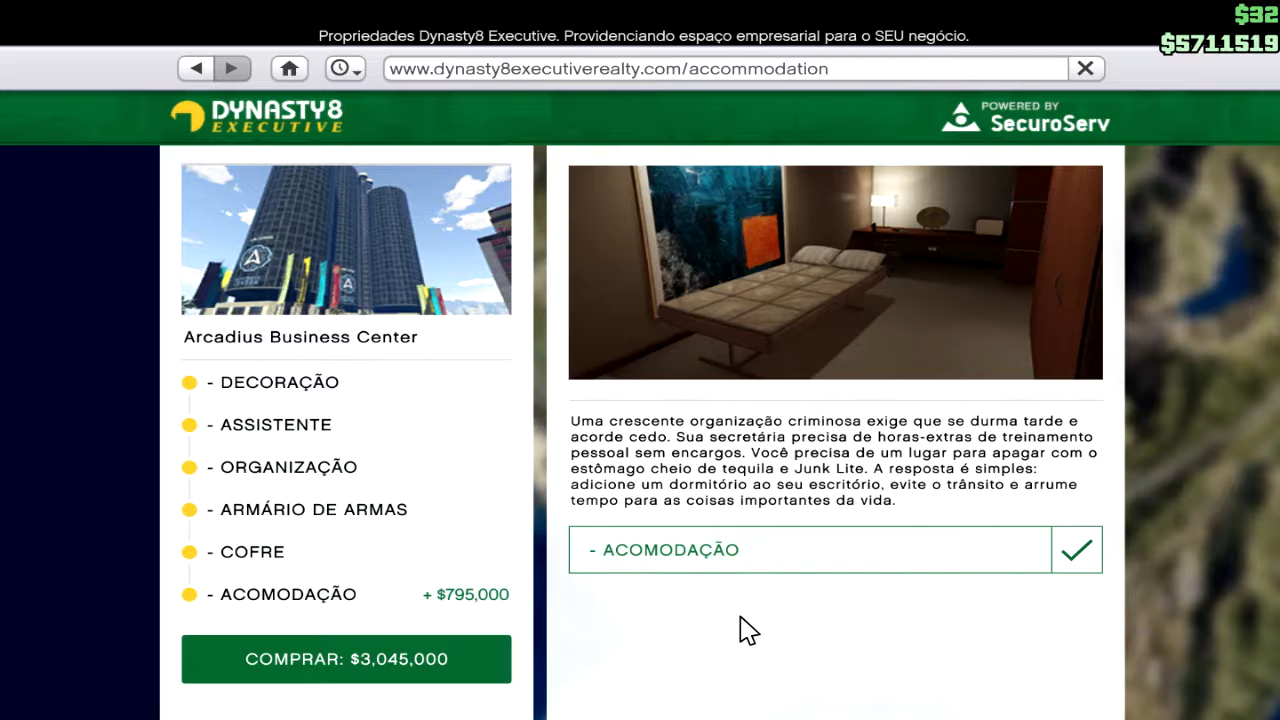 $32
Propriedades Dynasty8 Executive. Providenciando espaço empresarial para o SEU negócio.
$5711519
www.dynasty8executiverealty.com/accommodation
DYNASTY8
EXECUTIVE
POWERED BY
SecuroServ
Arcadius Business Center
- DECORAÇÃO
- ASSISTENTE
- ORGANIZAÇÃO
- ARMÁRIO DE ARMAS
- COFRE
- ACOMODAÇÃO + $795,000
COMPRAR: $3,045,000
Uma crescente organização criminosa exige que se durma tarde e
acorde cedo. Sua secretária precisa de horas-extras de treinamento
pessoal sem encargos. Você precisa de um lugar para apagar com o
estômago cheio de tequila e Junk Lite. A resposta é simples:
adicione um dormitório ao seu escritório, evite o trânsito e arrume
tempo para as coisas importantes da vida.
- ACOMODAÇÃO